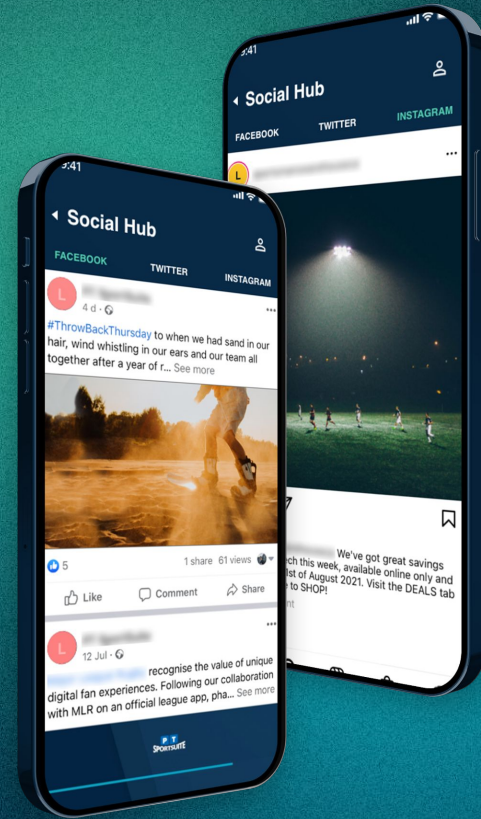 9:41
Social Hub
FACEBOOK
TWITTER
INSTAGRAM
L
4 d ·
#ThrowBackThursday to when we had sand in our
hair, wind whistling in our ears and our team all
together after a year of r... See more
5
1 share 61 views
Like
Comment
Share
L
12 Jul ·
recognise the value of unique
digital fan experiences. Following our collaboration
with MLR on an official league app, pha... See more
PT
SPORTSUITE
9:41
Social Hub
FACEBOOK
TWITTER
INSTAGRAM
L
We've got great savings
ech this week, available online only and
1st of August 2021. Visit the DEALS tab
e to SHOP!